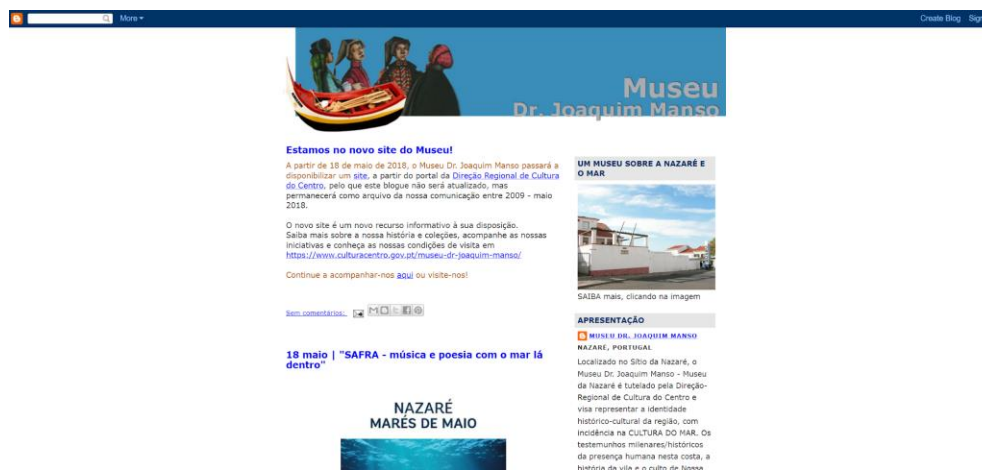 More
Create Blog Sign
Museu
Dr. Joaquim Manso
Estamos no novo site do Museu!
A partir de 18 de maio de 2018, o Museu Dr. Joaquim Manso passará a
disponibilizar um site, a partir do portal da Direção Regional de Cultura
do Centro, pelo que este blogue não será atualizado, mas
permanecerá como arquivo da nossa comunicação entre 2009 - maio
2018.
O novo site é um novo recurso informativo à sua disposição.
Saiba mais sobre a nossa história e coleções, acompanhe as nossas
iniciativas e conheça as nossas condições de visita em
https://www.culturacentro.gov.pt/museu-dr-joaquim-manso/
Continue a acompanhar-nos aqui ou visite-nos!
Sem comentários:
18 maio | "SAFRA - música e poesia com o mar lá
dentro"
NAZARÉ
MARÉS DE MAIO
UM MUSEU SOBRE A NAZARÉ E
O MAR
SAIBA mais, clicando na imagem
APRESENTAÇÃO
MUSEU DR. JOAQUIM MANSO
NAZARÉ, PORTUGAL
Localizado no Sítio da Nazaré, o
Museu Dr. Joaquim Manso - Museu
da Nazaré é tutelado pela Direção-
Regional de Cultura do Centro e
visa representar a identidade
histórico-cultural da região, com
incidência na CULTURA DO MAR. Os
testemunhos milenares/históricos
da presença humana nesta costa, a
história da vila e o culto de Nossa